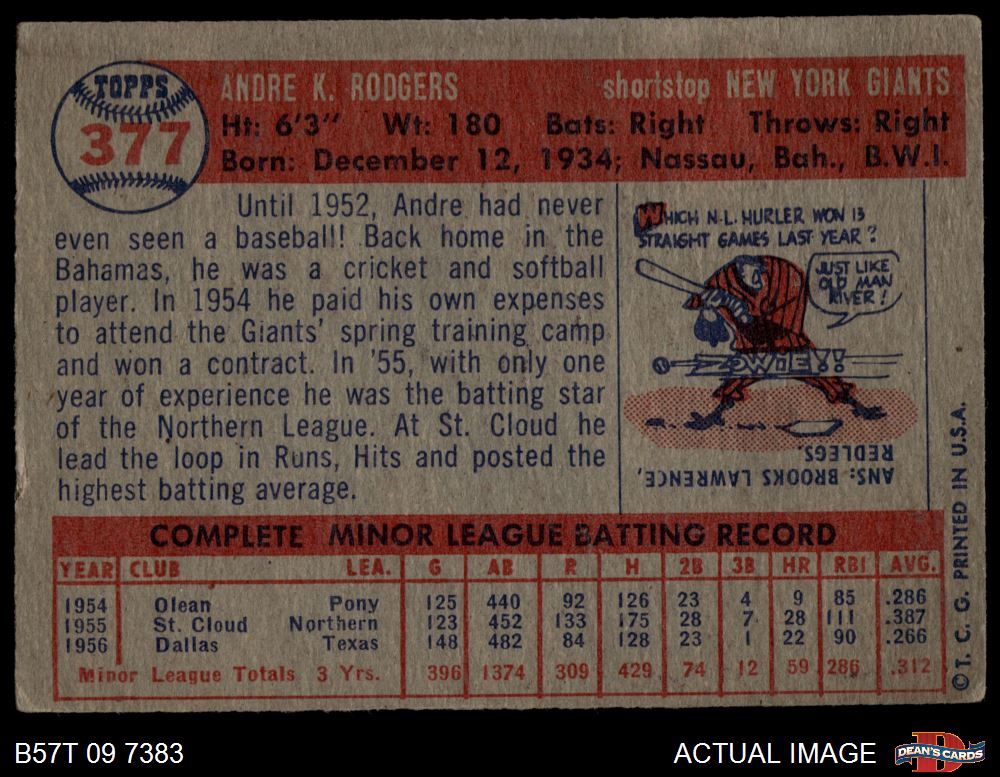 TOPPS
377
ANDRE K. RODGERS shortstop NEW YORK GIANTS
Ht: 6'3" Wt: 180 Bats: Right Throws: Right
Born: December 12, 1934; Nassau, Bah., B.W.I.
Until 1952, Andre had never
even seen a baseball! Back home in the
Bahamas, he was a cricket and softball
player. In 1954 he paid his own expenses
to attend the Giants' spring training camp
and won a contract. In '55, with only one
year of experience he was the batting star
of the Northern League. At St. Cloud he
lead the loop in Runs, Hits and posted the
highest batting average.
WHICH N.L. HURLER WON 13
STRAIGHT GAMES LAST YEAR?
JUST LIKE
OLD MAN
RIVER!
ZOWIE!!
ANS: BROOKS LAWRENCE,
REDLEGS.
COMPLETE MINOR LEAGUE BATTING RECORD
YEAR CLUB LEA. G AB R H 2B 3B HR RBI AVG.
1954 Olean Pony 125 440 92 126 23 4 9 85 .286
1955 St. Cloud Northern 123 452 133 175 28 7 28 111 .387
1956 Dallas Texas 148 482 84 128 23 1 22 90 .266
Minor League Totals 3 Yrs. 396 1374 309 429 74 12 59 286 .312
©T. C. G. PRINTED IN U.S.A.
B57T 09 7383
ACTUAL IMAGE
DEAN'S CARDS